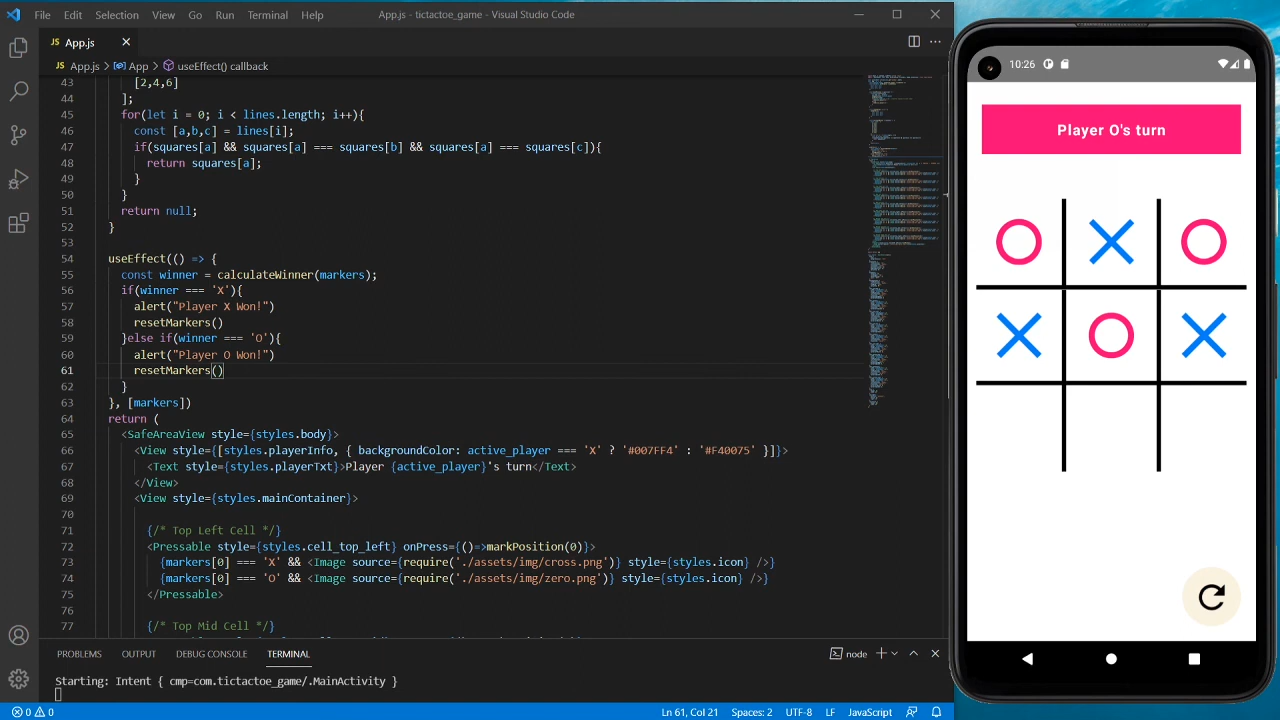 File Edit Selection View Go Run Terminal Help App.js - tictactoe_game - Visual Studio Code
JS App.js
JS App.js > App > useEffect() callback
43 [2,4,6]
44 ];
45 for(let i = 0; i < lines.length; i++){
46 const [a,b,c] = lines[i];
47 if(squares[a] && squares[a] === squares[b] && squares[a] === squares[c]){
48 return squares[a];
49 }
50 }
51 return null;
52 }
53
54 useEffect(() => {
55 const winner = calculateWinner(markers);
56 if(winner === 'X'){
57 alert("Player X Won!")
58 resetMarkers()
59 }else if(winner === 'O'){
60 alert("Player O Won!")
61 resetMarkers()
62 }
63 }, [markers])
64 return (
65 <SafeAreaView style={styles.body}>
66 <View style={[styles.playerInfo, { backgroundColor: active_player === 'X' ? '#007FF4' : '#F40075' }]}>
67 <Text style={styles.playerTxt}>Player {active_player}'s turn</Text>
68 </View>
69 <View style={styles.mainContainer}>
70
71 {/* Top Left Cell */}
72 <Pressable style={styles.cell_top_left} onPress={()=>markPosition(0)}>
73 {markers[0] === 'X' && <Image source={require('./assets/img/cross.png')} style={styles.icon} />}
74 {markers[0] === 'O' && <Image source={require('./assets/img/zero.png')} style={styles.icon} />}
75 </Pressable>
76
77 {/* Top Mid Cell */}
PROBLEMS OUTPUT DEBUG CONSOLE TERMINAL node
Starting: Intent { cmp=com.tictactoe_game/.MainActivity }
0 0 Ln 61, Col 21 Spaces: 2 UTF-8 LF JavaScript
10:26
Player O's turn